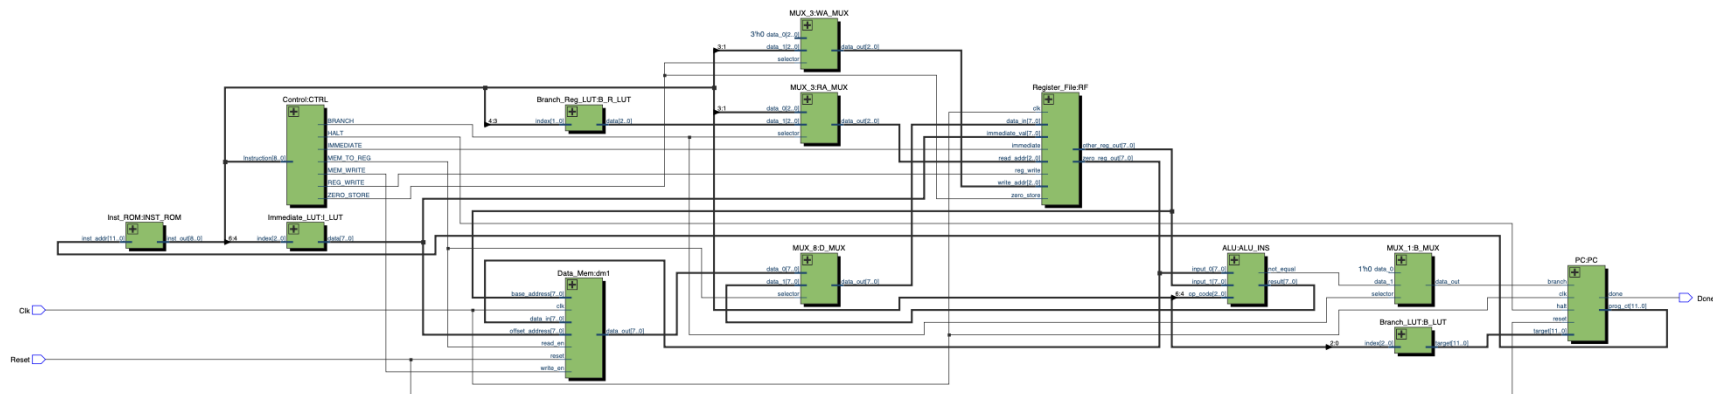 MUX_3:WA_MUX
3'h0 data_0[2..0]
3:1
data_1[2..0]
data_out[2..0]
selector
MUX_3:RA_MUX
3:1
data_0[2..0]
data_1[2..0]
data_out[2..0]
selector
Control:CTRL
Instruction[8..0]
BRANCH
HALT
IMMEDIATE
MEM_TO_REG
MEM_WRITE
REG_WRITE
ZERO_STORE
Branch_Reg_LUT:B_R_LUT
4:3
index[1..0]
data[2..0]
Register_File:RF
clk
data_in[7..0]
immediate_val[7..0]
immediate
read_addr[2..0]
reg_write
write_addr[2..0]
zero_store
other_reg_out[7..0]
zero_reg_out[7..0]
Inst_ROM:INST_ROM
inst_addr[11..0]
inst_out[8..0]
6:4
Immediate_LUT:I_LUT
index[2..0]
data[7..0]
Data_Mem:dm1
base_address[7..0]
clk
data_in[7..0]
offset_address[7..0]
read_en
reset
write_en
data_out[7..0]
MUX_8:D_MUX
data_0[7..0]
data_1[7..0]
selector
data_out[7..0]
ALU:ALU_INS
input_0[7..0]
input_1[7..0]
6:4
op_code[2..0]
not_equal
result[7..0]
MUX_1:B_MUX
1'h0 data_0
data_1
selector
data_out
Branch_LUT:B_LUT
2:0
index[2..0]
target[11..0]
PC:PC
branch
clk
halt
reset
target[11..0]
done
prog_ct[11..0]
Clk
Reset
Done